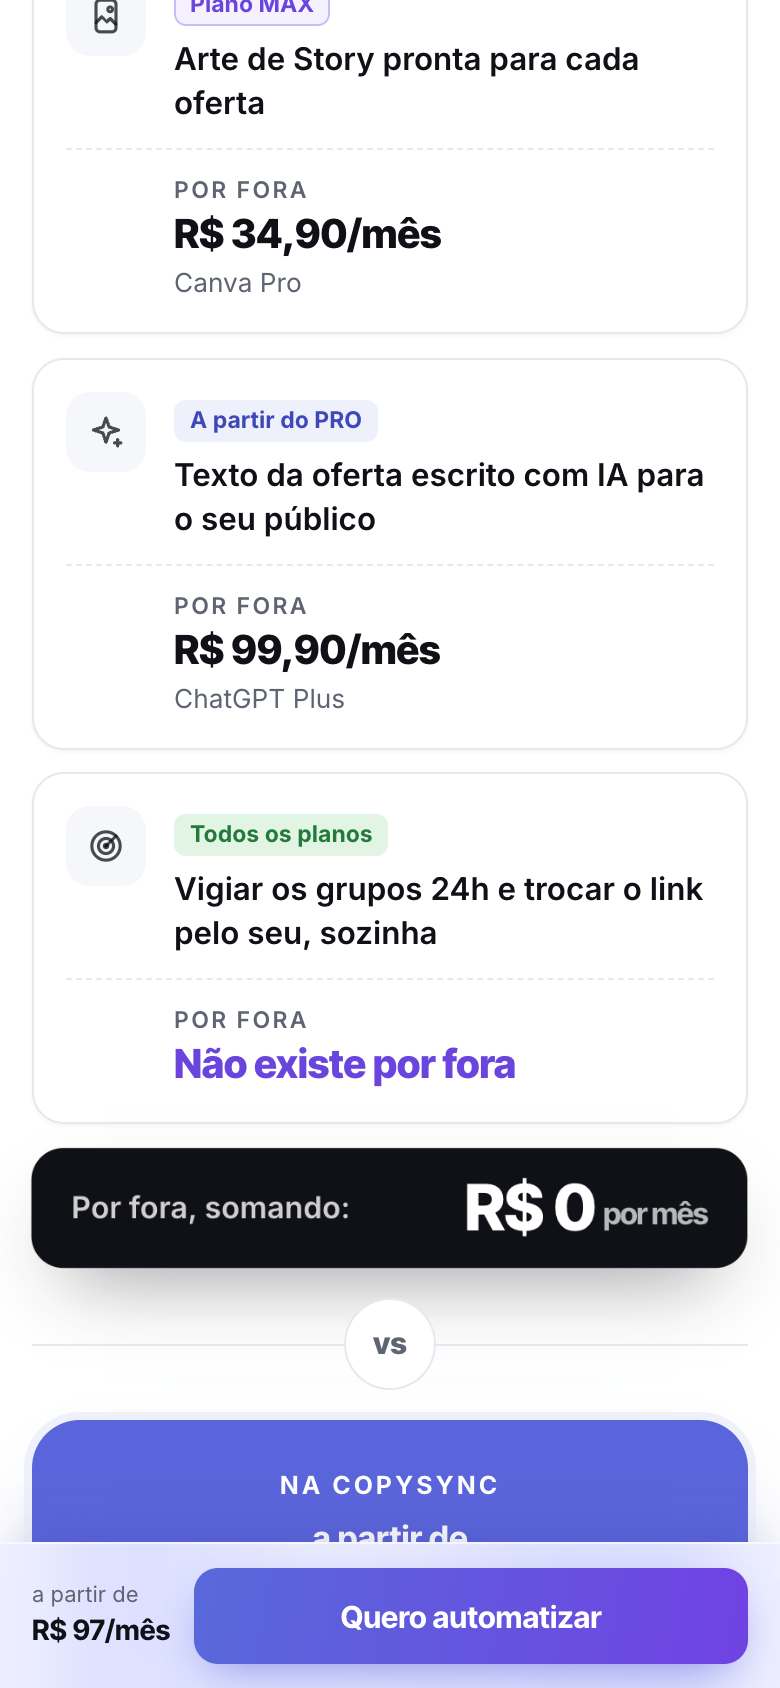 Plano MAX
Arte de Story pronta para cada
oferta
POR FORA
R$ 34,90/mês
Canva Pro
A partir do PRO
Texto da oferta escrito com IA para
o seu público
POR FORA
R$ 99,90/mês
ChatGPT Plus
Todos os planos
Vigiar os grupos 24h e trocar o link
pelo seu, sozinha
POR FORA
Não existe por fora
Por fora, somando:
R$ 0 por mês
vs
NA COPYSYNC
a partir de
a partir de
R$ 97/mês
Quero automatizar